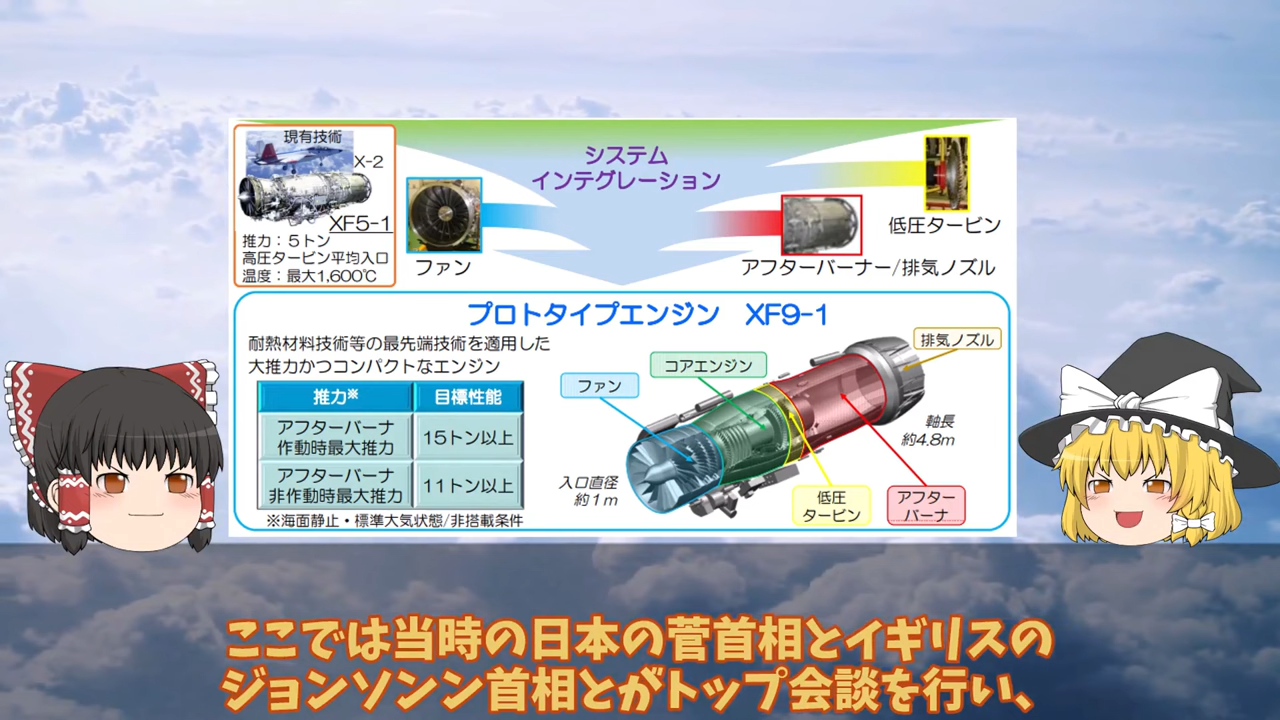 現有技術
X-2
XF5-1
推力：５トン
高圧タービン平均入口
温度：最大1,600℃
ファン
システム
インテグレーション
低圧タービン
アフターバーナー/排気ノズル
プロトタイプエンジン　XF9-1
耐熱材料技術等の最先端技術を適用した
大推力かつコンパクトなエンジン
推力※
目標性能
アフターバーナ
作動時最大推力
15トン以上
アフターバーナ
非作動時最大推力
11トン以上
※海面静止・標準大気状態/非搭載条件
ファン
コアエンジン
排気ノズル
軸長
約4.8m
入口直径
約１m
低圧
タービン
アフター
バーナ
ここでは当時の日本の菅首相とイギリスの
ジョンソンン首相とがトップ会談を行い、